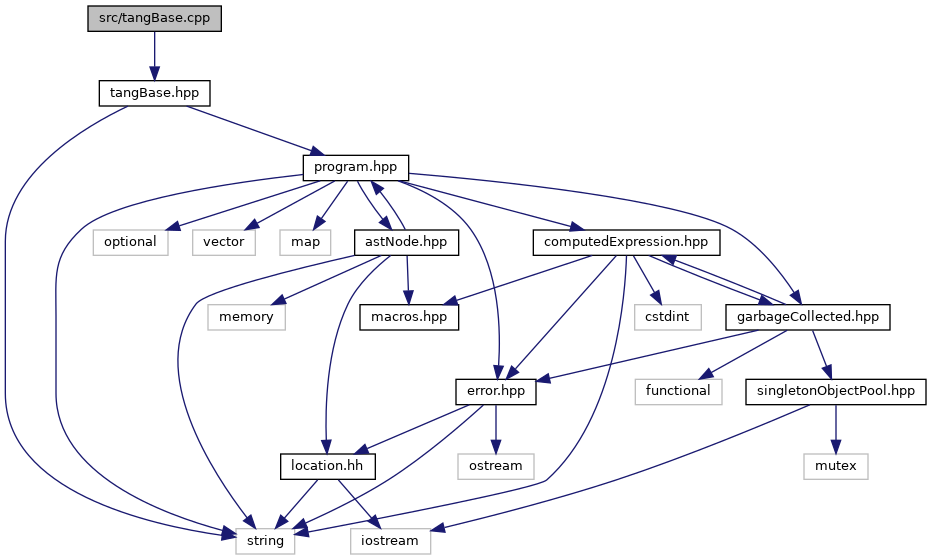 src/tangBase.cpp
tangBase.hpp
program.hpp
optional
vector
map
astNode.hpp
computedExpression.hpp
memory
macros.hpp
cstdint
garbageCollected.hpp
error.hpp
functional
singletonObjectPool.hpp
location.hh
ostream
mutex
string
iostream